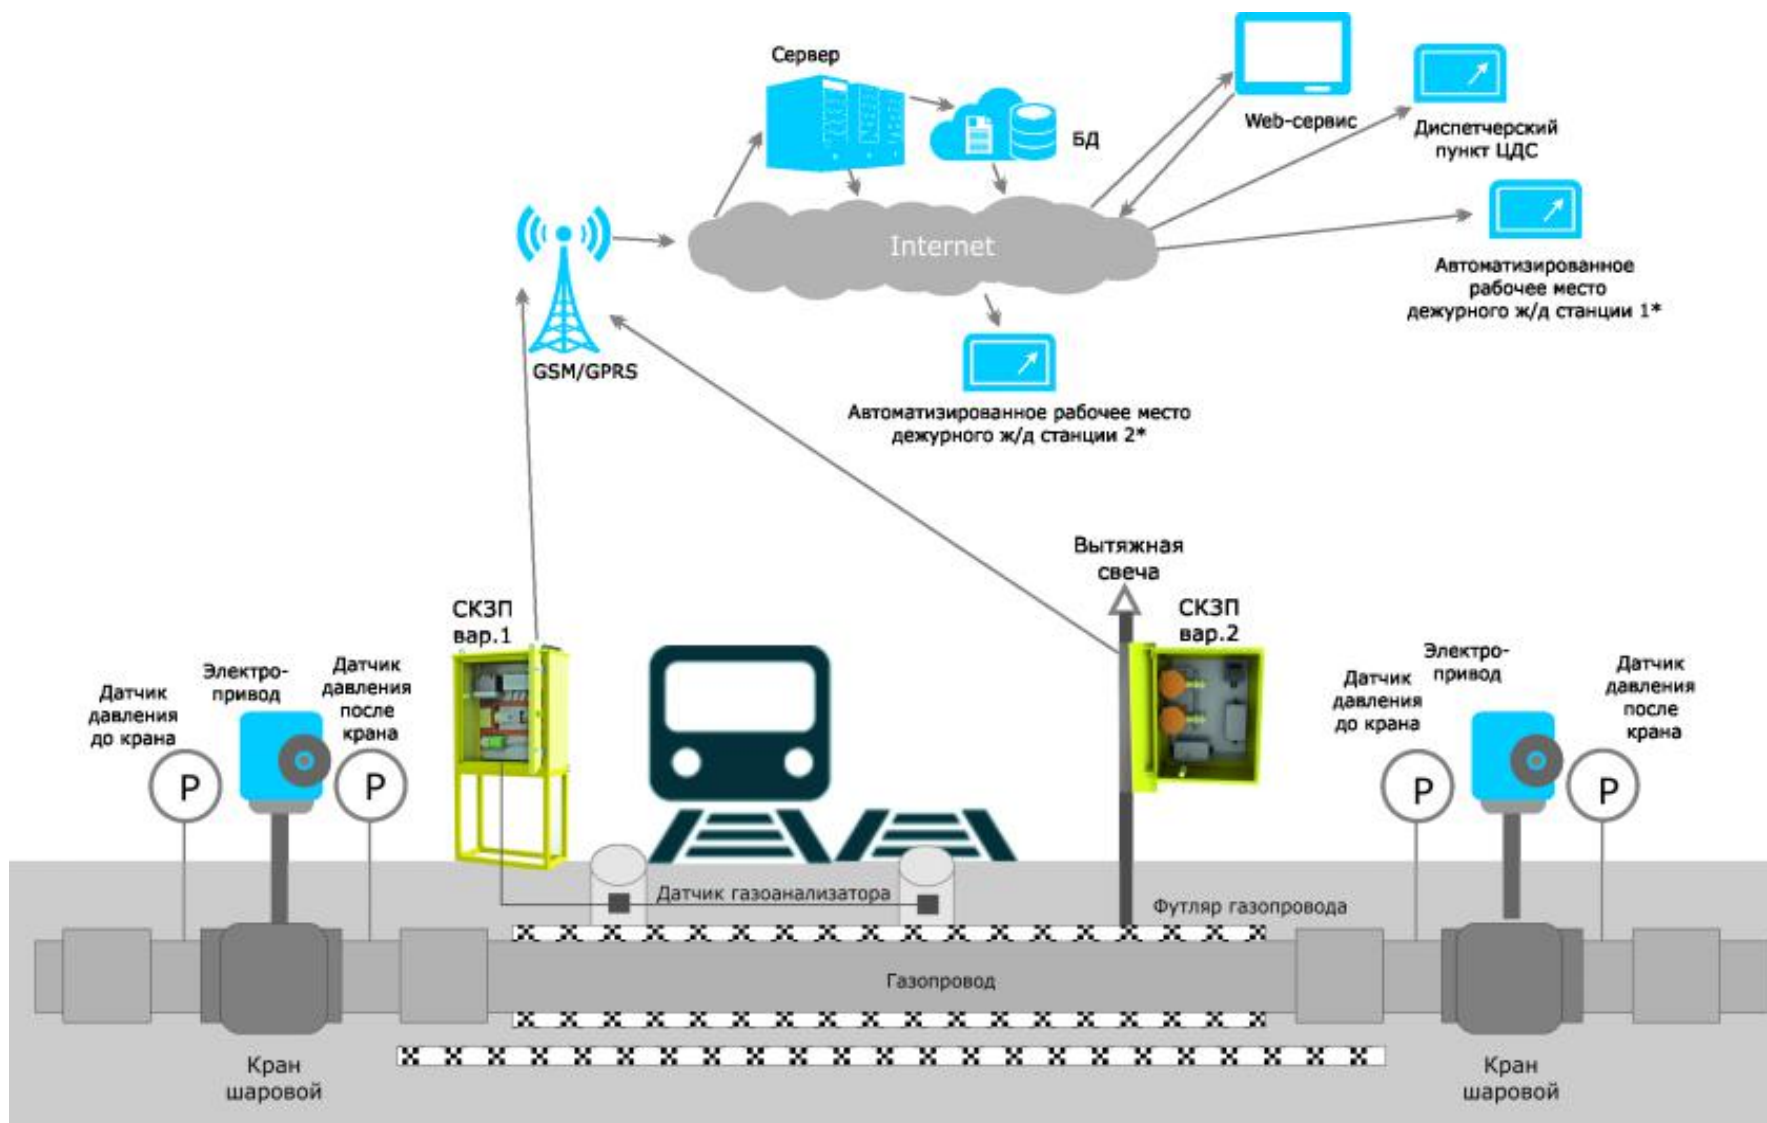 Сервер
БД
Web-сервис
Диспетчерский
пункт ЦДС
Internet
Автоматизированное
рабочее место
дежурного ж/д станции 1*
GSM/GPRS
Автоматизированное рабочее место
дежурного ж/д станции 2*
Вытяжная
свеча
СКЗП
вар.1
СКЗП
вар.2
Датчик
давления
до крана
Электро-
привод
Датчик
давления
после
крана
Датчик
давления
до крана
Электро-
привод
Датчик
давления
после
крана
P
P
P
P
Датчик газоанализатора
Футляр газопровода
Газопровод
Кран
шаровой
Кран
шаровой